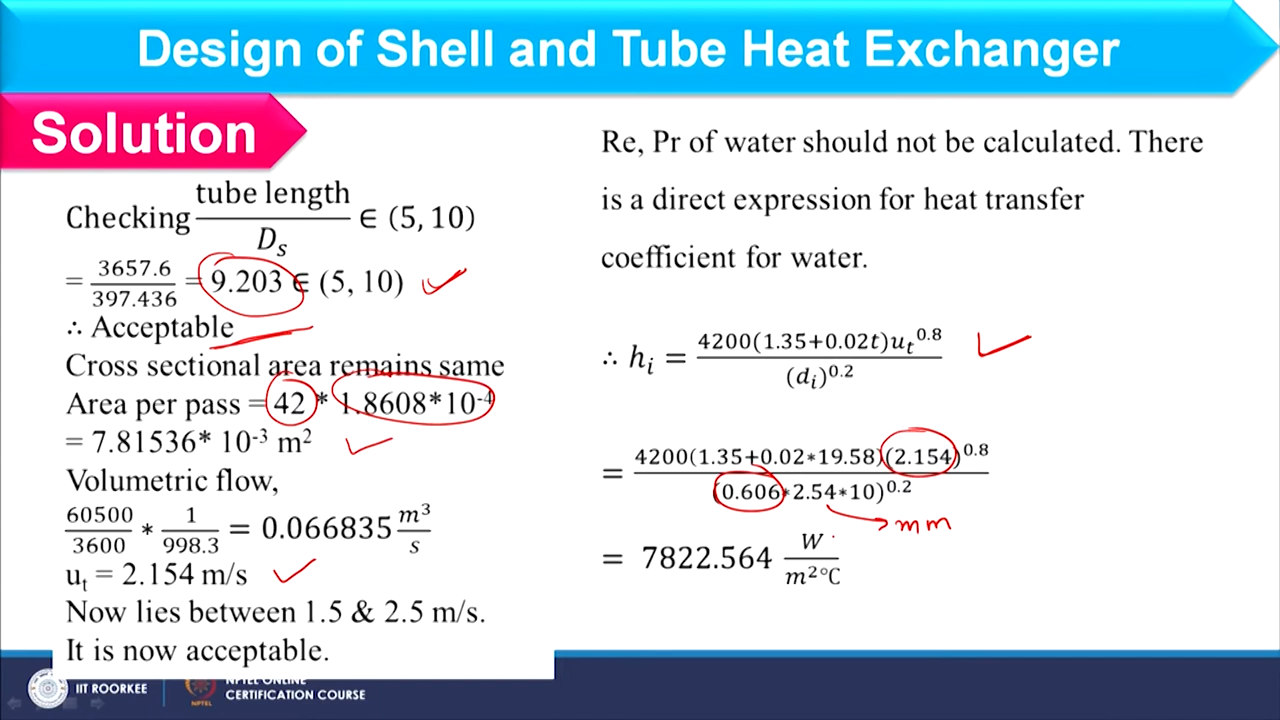 Design of Shell and Tube Heat Exchanger
Solution
Checking tube length / D_s ∈ (5, 10)
= 3657.6 / 397.436 = 9.203 ∈ (5, 10)
∴ Acceptable
Cross sectional area remains same
Area per pass = 42 * 1.8608*10^-4
= 7.81536* 10^-3 m^2
Volumetric flow,
60500/3600 * 1/998.3 = 0.066835 m^3/s
u_t = 2.154 m/s
Now lies between 1.5 & 2.5 m/s.
It is now acceptable.
Re, Pr of water should not be calculated. There
is a direct expression for heat transfer
coefficient for water.
∴ h_i = 4200(1.35+0.02t)u_t^0.8 / (d_i)^0.2
= 4200(1.35+0.02*19.58)(2.154)^0.8 / (0.606*2.54*10)^0.2
mm
= 7822.564 W / m^2°C
IIT ROORKEE
NPTEL ONLINE
CERTIFICATION COURSE
NPTEL